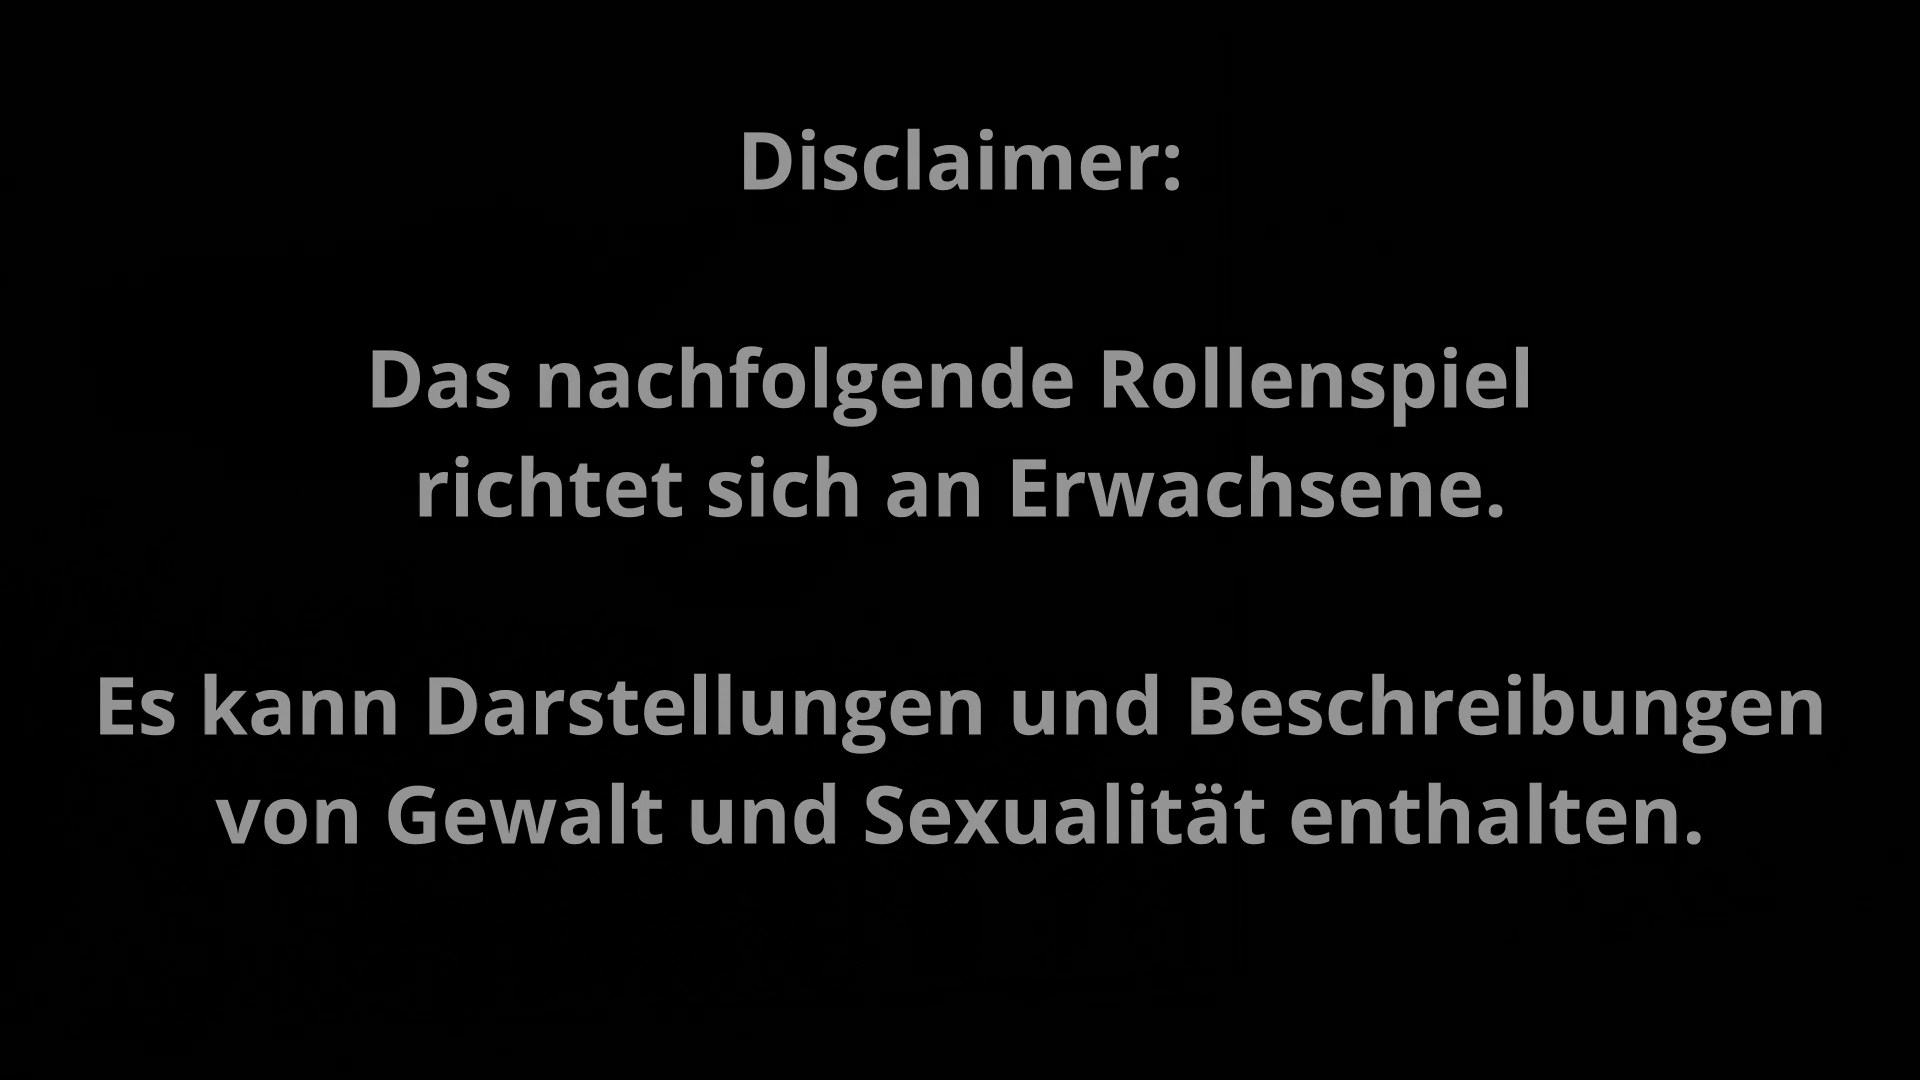 Disclaimer:
Das nachfolgende Rollenspiel
richtet sich an Erwachsene.
Es kann Darstellungen und Beschreibungen
von Gewalt und Sexualität enthalten.